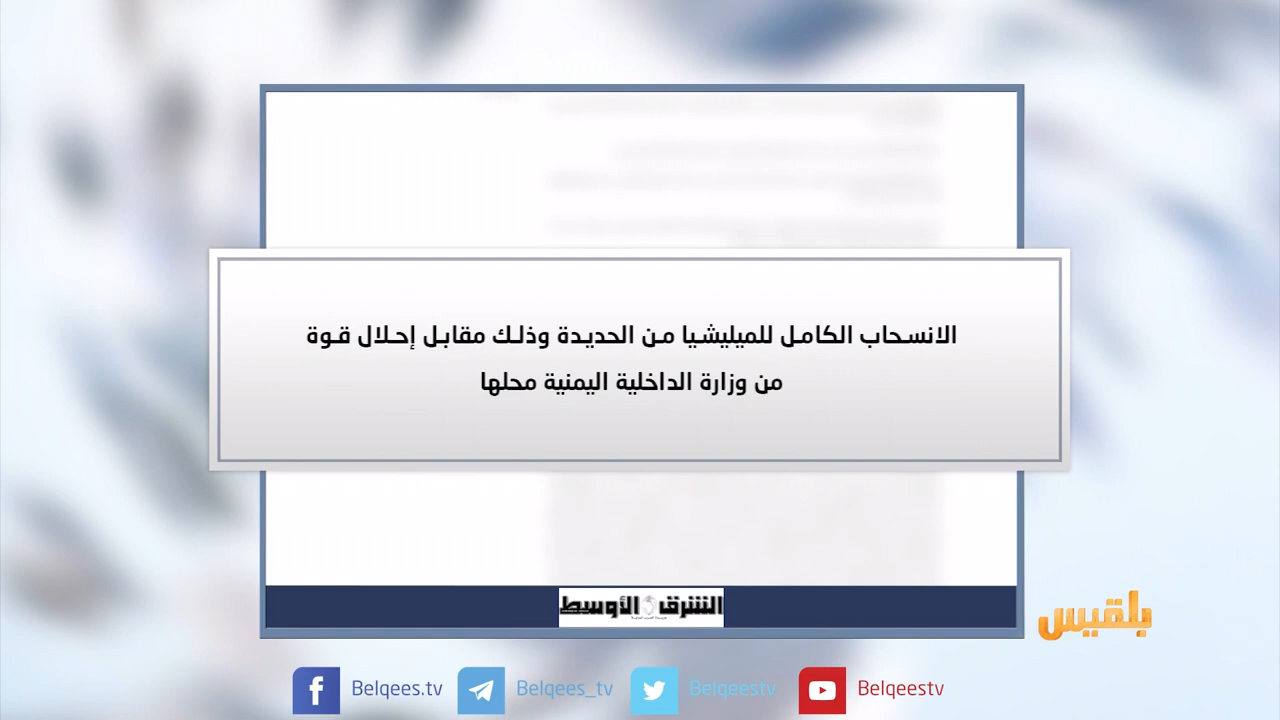 الانسحاب الكامل للميليشيا من الحديدة وذلك مقابل إحلال قوة
من وزارة الداخلية اليمنية محلها
الشرق الأوسط
بلقيس
Belqees.tv
Belqees_tv
Belqeestv
Belqeestv